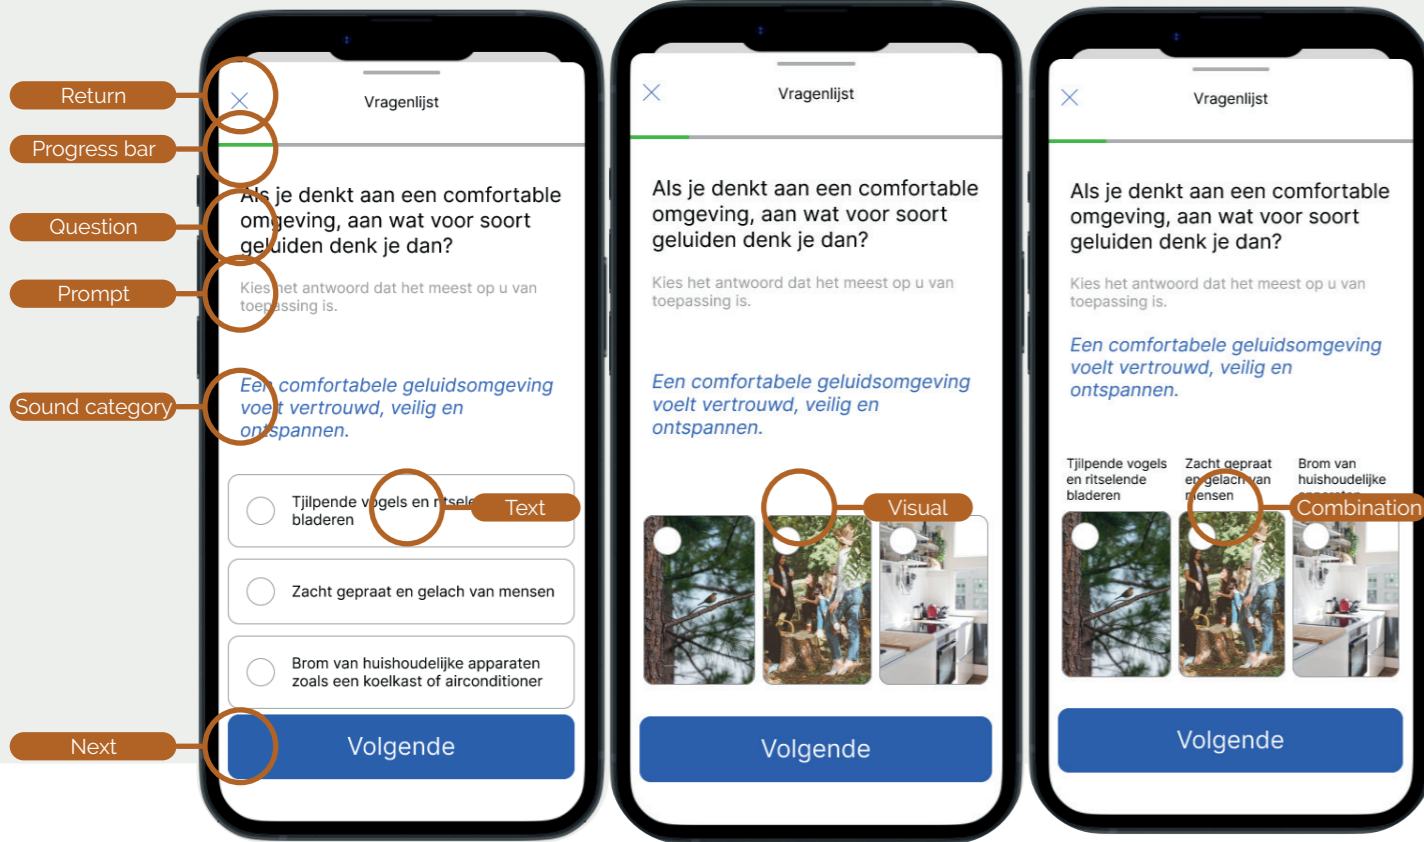 Return
Progress bar
Question
Prompt
Sound category
Next
Vragenlijst
Als je denkt aan een comfortable
omgeving, aan wat voor soort
geluiden denk je dan?
Kies het antwoord dat het meest op u van
toepassing is.
Een comfortabele geluidsomgeving
voelt vertrouwd, veilig en
ontspannen.
Tjilpende vogels en ritsele
bladeren
Text
Zacht gepraat en gelach van mensen
Brom van huishoudelijke apparaten
zoals een koelkast of airconditioner
Volgende
Vragenlijst
Als je denkt aan een comfortable
omgeving, aan wat voor soort
geluiden denk je dan?
Kies het antwoord dat het meest op u van
toepassing is.
Een comfortabele geluidsomgeving
voelt vertrouwd, veilig en
ontspannen.
Visual
Volgende
Vragenlijst
Als je denkt aan een comfortable
omgeving, aan wat voor soort
geluiden denk je dan?
Kies het antwoord dat het meest op u van
toepassing is.
Een comfortabele geluidsomgeving
voelt vertrouwd, veilig en
ontspannen.
Tjilpende vogels
en ritselende
bladeren
Zacht gepraat
en gelach van
mensen
Brom van
huishoudelijke
Combination
Volgende